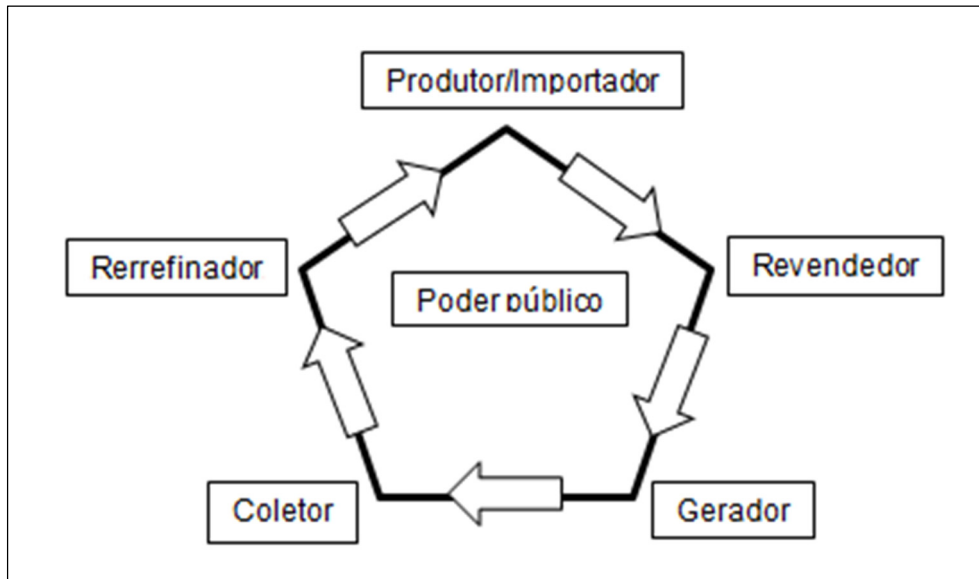 Produtor/Importador
Rerrefinador
Revendedor
Poder público
Coletor
Gerador